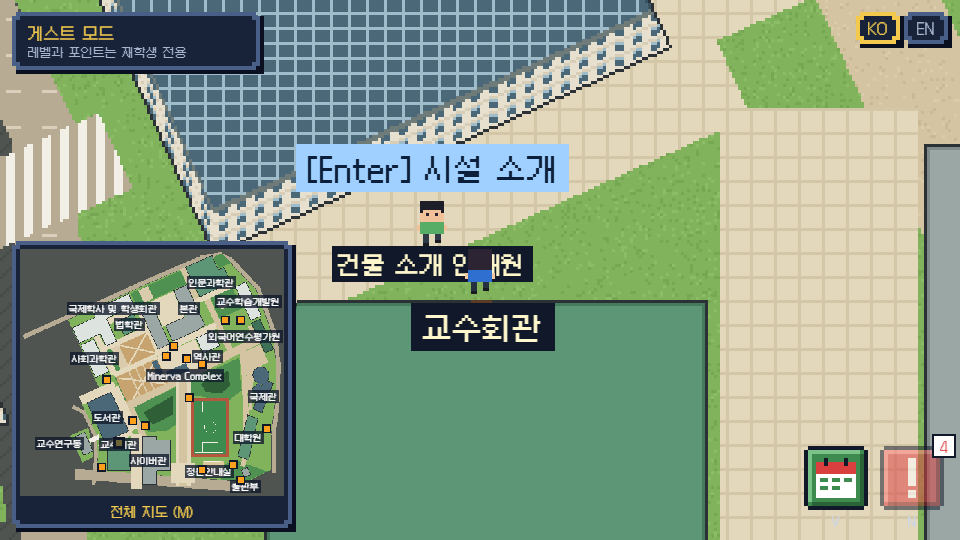 게스트 모드
레벨과 포인트는 재학생 전용
KO
EN
[Enter] 시설 소개
건물 소개
교수회관
인문과학관
국제학사 및 학생회관
본관
교수학습개발원
법학관
외국어연수평가원
사회과학관
역사관
Minerva Complex
국제관
도서관
대학원
교수연구동
사이버관
출판부
전체 지도 (M)
4